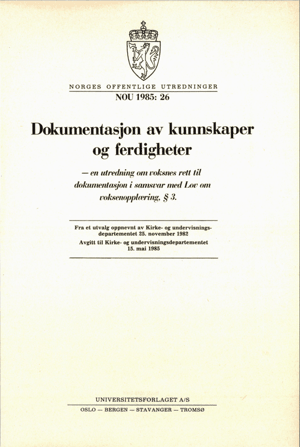 NORGES OFFENTLIGE UTREDNINGER
NOU 1985: 26
Dokumentasjon av kunnskaper
og ferdigheter
— en utredning om voksnes rett til
dokumentasjon i samsvar med Lov om
voksenopplæring, § 3.
Fra et utvalg oppnevnt av Kirke- og undervisnings-
departementet 25. november 1982
Avgitt til Kirke- og undervisningsdepartementet
15. mai 1985
UNIVERSITETSFORLAGET A/S
OSLO — BERGEN — STAVANGER — TROMSØ